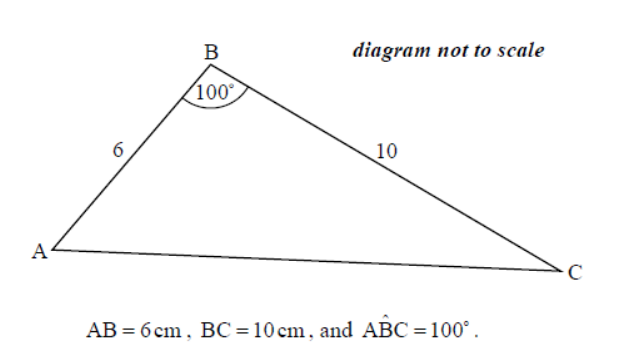 B
diagram not to scale
100°
6
10
A
C
AB = 6 cm , BC = 10 cm , and AB̂C = 100° .